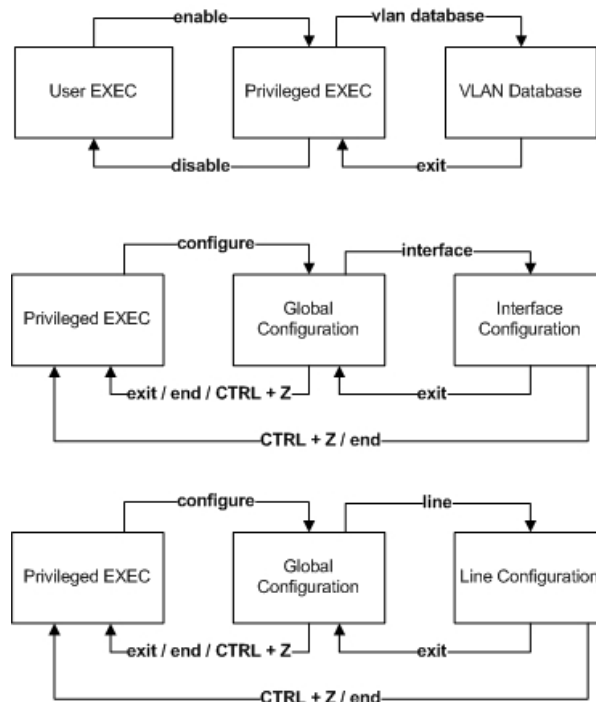 enable
vlan database
User EXEC
Privileged EXEC
VLAN Database
disable
exit
configure
interface
Privileged EXEC
Global
Configuration
Interface
Configuration
exit / end / CTRL + Z
exit
CTRL + Z / end
configure
line
Privileged EXEC
Global
Configuration
Line Configuration
exit / end / CTRL + Z
exit
CTRL + Z / end